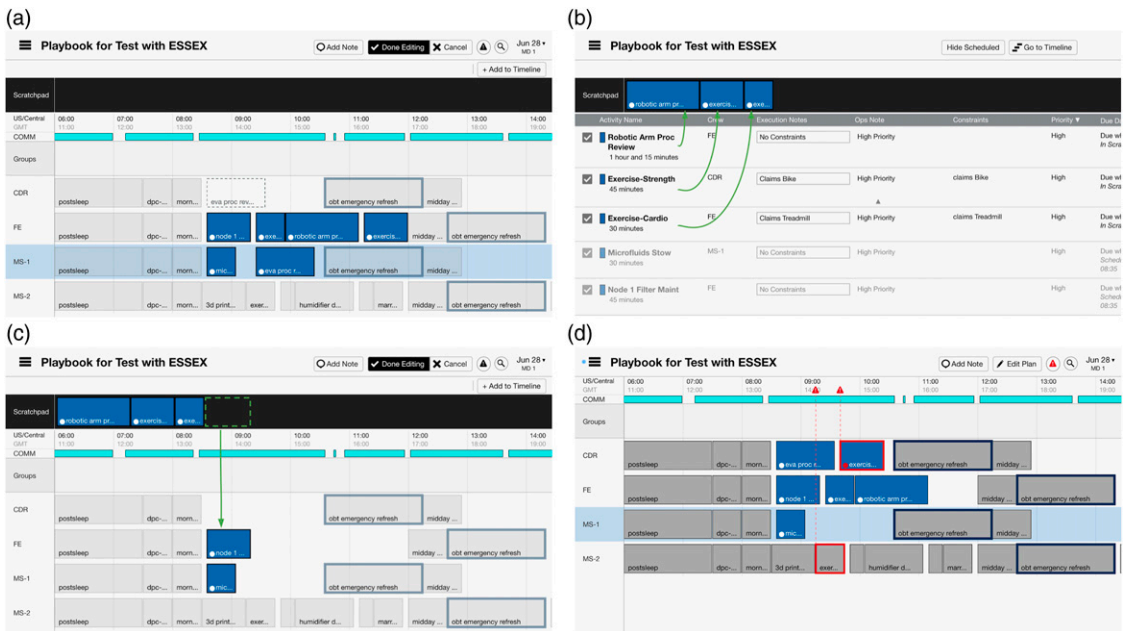 (a)
Playbook for Test with ESSEX
Add Note
Done Editing
Cancel
Jun 28
MD 1
+ Add to Timeline
Scratchpad
US/Central 06:00 07:00 08:00 09:00 10:00 11:00 12:00 13:00 14:00
GMT 11:00 12:00 13:00 14:00 15:00 16:00 17:00 18:00 19:00
COMM
Groups
CDR
postsleep dpc-... morn... eva proc rev... obt emergency refresh midday ...
FE
postsleep dpc-... morn... node 1 ... exe... robotic arm pr... exercis... midday ... obt emergency refresh
MS-1
postsleep dpc-... morn... mic... eva proc r... obt emergency refresh midday ...
MS-2
postsleep dpc-... morn... 3d print... exer... humidifier d... marr... midday ... obt emergency refresh
(b)
Playbook for Test with ESSEX
Hide Scheduled
Go to Timeline
Scratchpad
robotic arm pr... exercis... exe...
Activity Name Crew Execution Notes Ops Note Constraints Priority Due Da
Robotic Arm Proc FE No Constraints High Priority High Due wh
Review In Scra
1 hour and 15 minutes
Exercise-Strength CDR Claims Bike High Priority claims Bike High Due wh
45 minutes In Scra
Exercise-Cardio FE Claims Treadmill High Priority claims Treadmill High Due wh
30 minutes In Scra
Microfluids Stow MS-1 No Constraints High Priority High Due wh
30 minutes Schedu
08:35
Node 1 Filter Maint FE No Constraints High Priority High Due wh
45 minutes Schedu
08:35
(c)
Playbook for Test with ESSEX
Add Note
Done Editing
Cancel
Jun 28
MD 1
+ Add to Timeline
Scratchpad
robotic arm pr... exercis... exe...
US/Central 06:00 07:00 08:00 09:00 10:00 11:00 12:00 13:00 14:00
GMT 11:00 12:00 13:00 14:00 15:00 16:00 17:00 18:00 19:00
COMM
Groups
CDR
postsleep dpc-... morn... obt emergency refresh midday ...
FE
postsleep dpc-... morn... node 1 ... midday ... obt emergency refresh
MS-1
postsleep dpc-... morn... mic... obt emergency refresh midday ...
MS-2
postsleep dpc-... morn... 3d print... exer... humidifier d... marr... midday ... obt emergency refresh
(d)
Playbook for Test with ESSEX
Add Note
Edit Plan
Jun 28
MD 1
US/Central 06:00 07:00 08:00 09:00 10:00 11:00 12:00 13:00 14:00
GMT 11:00 12:00 13:00 15:00 16:00 17:00 18:00 19:00
COMM
Groups
CDR
postsleep dpc-... morn... eva proc r... exercis... obt emergency refresh midday ...
FE
postsleep dpc-... morn... node 1 ... exe... robotic arm pr... midday ... obt emergency refresh
MS-1
postsleep dpc-... morn... mic... obt emergency refresh midday ...
MS-2
postsleep dpc-... morn... 3d print... exer... humidifier d... marr... midday ... obt emergency refresh